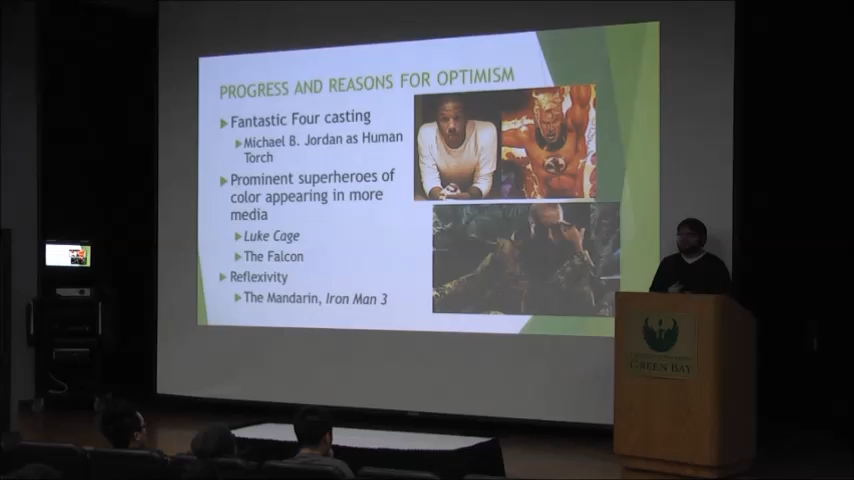 PROGRESS AND REASONS FOR OPTIMISM
Fantastic Four casting
Michael B. Jordan as Human
Torch
Prominent superheroes of
color appearing in more
media
Luke Cage
The Falcon
Reflexivity
The Mandarin, Iron Man 3
GREEN BAY